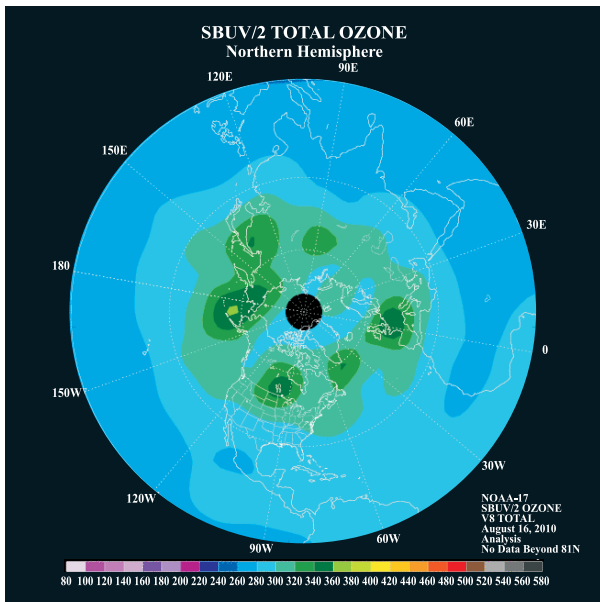 SBUV/2 TOTAL OZONE
Northern Hemisphere
120E
90E
150E
60E
30E
180
0
150W
30W
120W
60W
90W
NOAA-17
SBUV/2 OZONE
V8 TOTAL
August 16, 2010
Analysis
No Data Beyond 81N
80 100 120 140 160 180 200 220 240 260 280 300 320 340 360 380 400 420 440 460 480 500 520 540 560 580